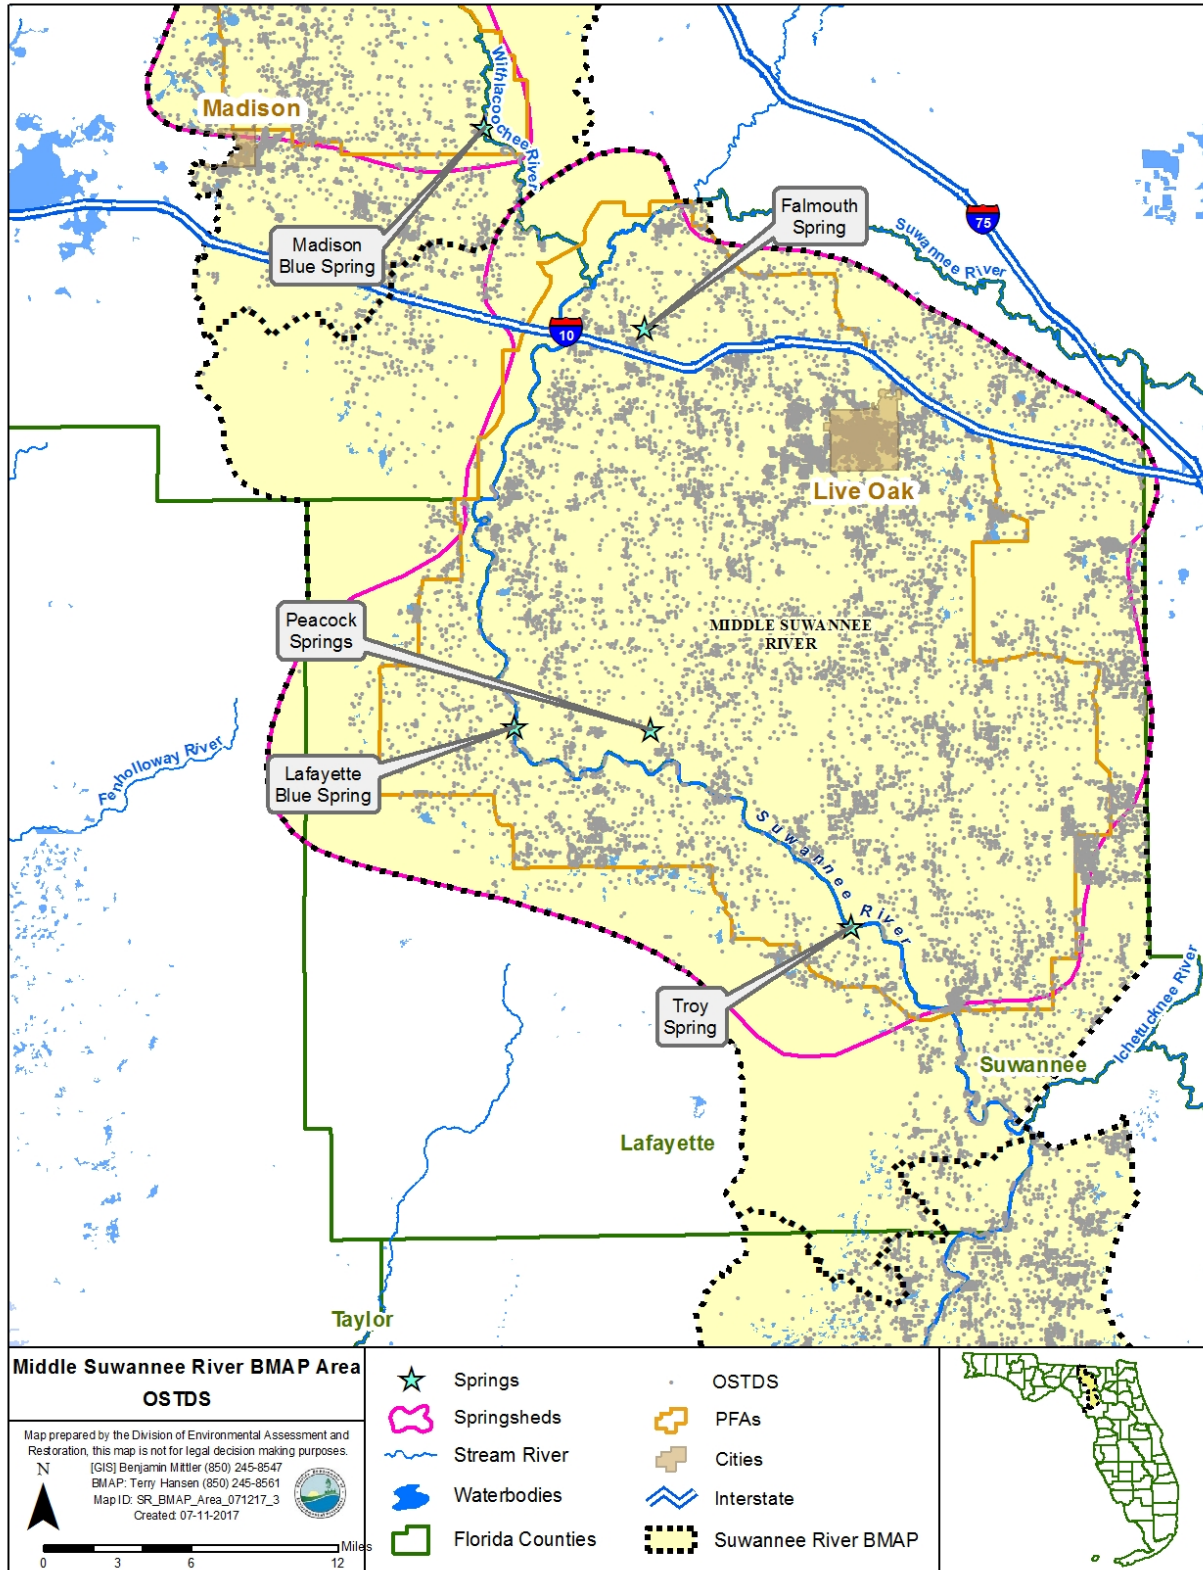 Madison
Withlacoochee River
Madison
Blue Spring
Falmouth
Spring
75
Suwannee River
10
Live Oak
Peacock
Springs
MIDDLE SUWANNEE
RIVER
Fenholloway River
Lafayette
Blue Spring
Suwannee River
Troy
Spring
Ichetucknee River
Suwannee
Lafayette
Taylor
Middle Suwannee River BMAP Area
OSTDS
Map prepared by the Division of Environmental Assessment and
Restoration, this map is not for legal decision making purposes.
[GIS] Benjamin Mittler (850) 245-8547
BMAP: Terry Hansen (850) 245-8561
Map ID: SR_BMAP_Area_071217_3
Created: 07-11-2017
N
Miles
0 3 6 12
Springs
Springsheds
Stream River
Waterbodies
Florida Counties
OSTDS
PFAs
Cities
Interstate
Suwannee River BMAP